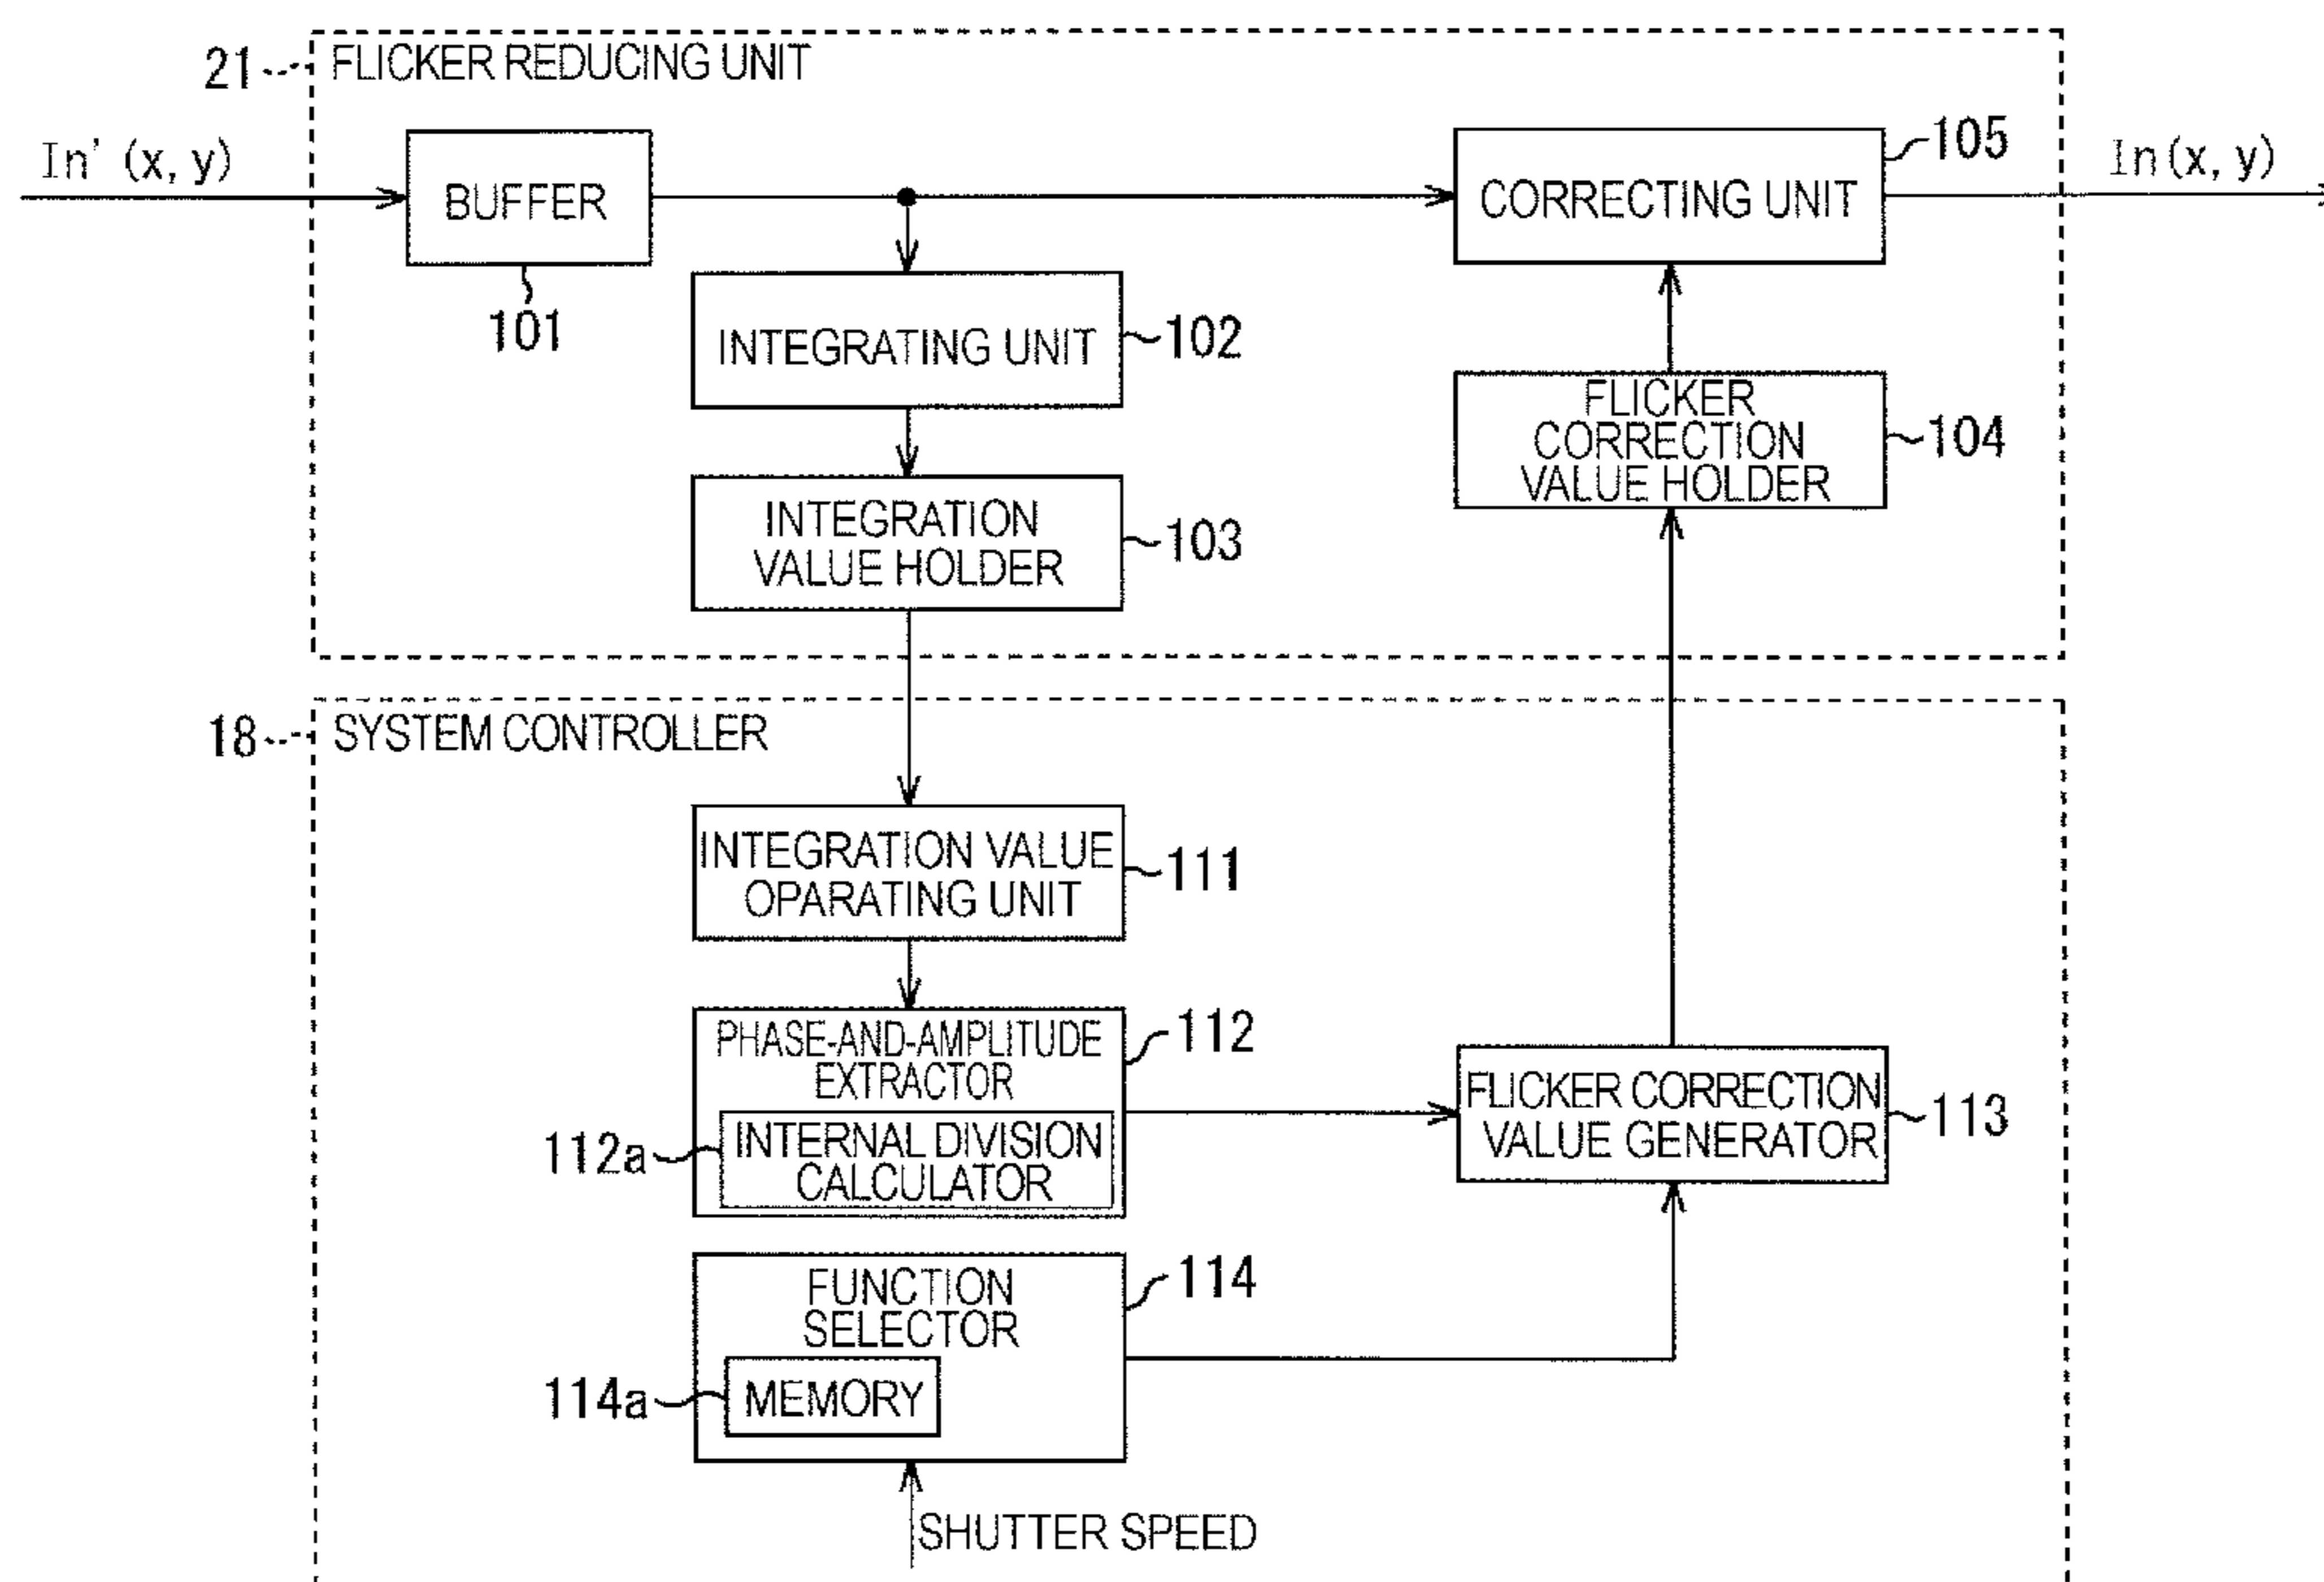 21
FLICKER REDUCING UNIT
In' (x, y)
BUFFER
101
CORRECTING UNIT
105
In (x, y)
INTEGRATING UNIT
102
FLICKER
CORRECTION
VALUE HOLDER
104
INTEGRATION
VALUE HOLDER
103
18
SYSTEM CONTROLLER
INTEGRATION VALUE
OPARATING UNIT
111
PHASE-AND-AMPLITUDE
EXTRACTOR
112
112a
INTERNAL DIVISION
CALCULATOR
FLICKER CORRECTION
VALUE GENERATOR
113
FUNCTION
SELECTOR
114
114a
MEMORY
SHUTTER SPEED